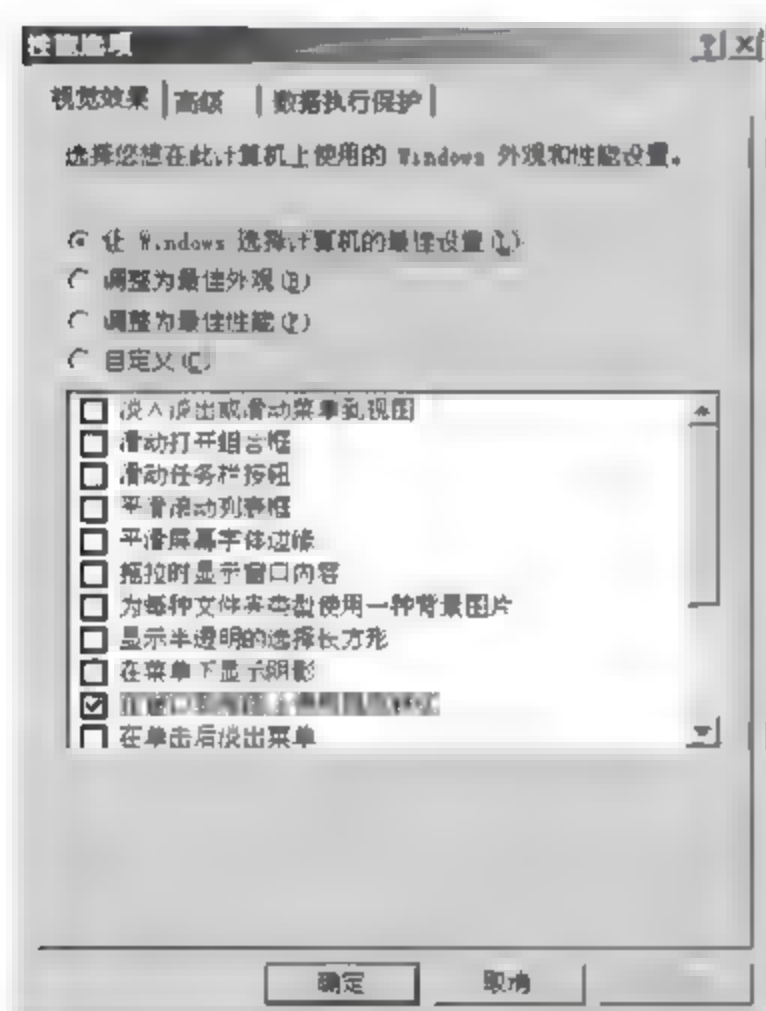 性能选项
视觉效果 高级 数据执行保护
选择您想在此计算机上使用的 Windows 外观和性能设置。
让 Windows 选择计算机的最佳设置(L)
调整为最佳外观(B)
调整为最佳性能(P)
自定义(C)
淡入淡出或滑动菜单到视图
滑动打开组合框
滑动任务栏按钮
平滑滚动列表框
平滑屏幕字体边缘
拖拉时显示窗口内容
为每种文件夹类型使用一种背景图片
显示半透明的选择长方形
在菜单下显示阴影
在单击后淡出菜单
确定 取消